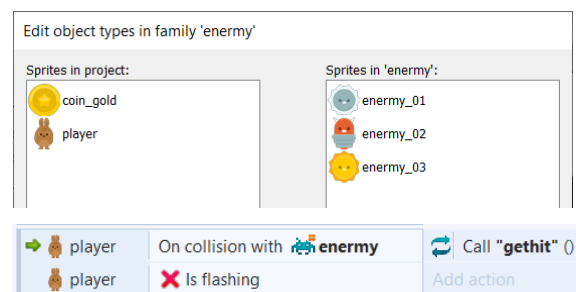 Edit object types in family 'enermy'
Sprites in project:
Sprites in 'enermy':
coin_gold
enermy_01
player
enermy_02
enermy_03
player On collision with enermy Call "gethit" ()
player Is flashing Add action